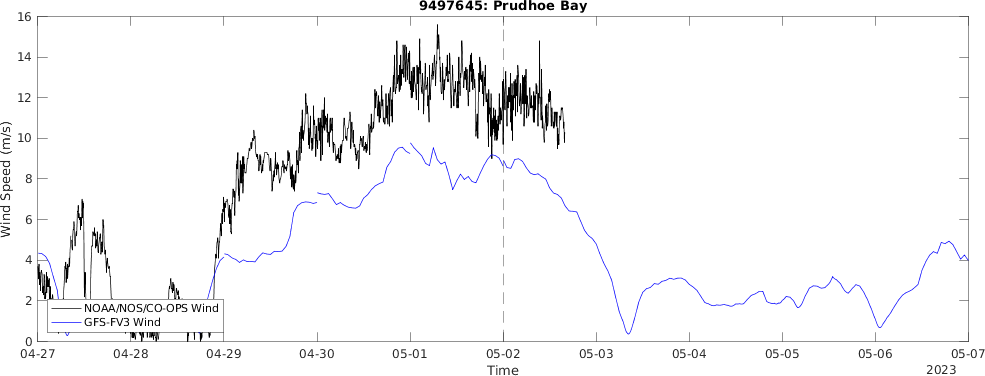 9497645: Prudhoe Bay
16
14
12
10
8
6
4
2
0
Wind Speed (m/s)
NOAA/NOS/CO-OPS Wind
GFS-FV3 Wind
04-27 04-28 04-29 04-30 05-01 05-02 05-03 05-04 05-05 05-06 05-07
Time
2023